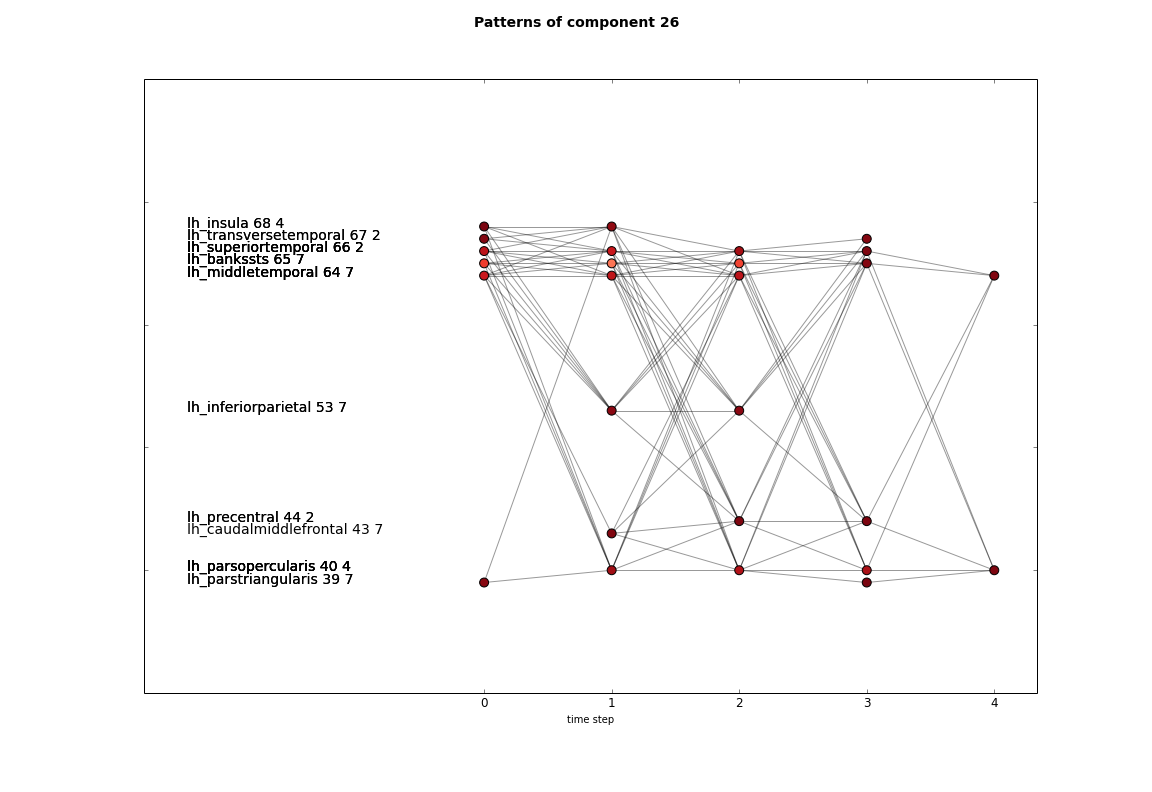 Patterns of component 26
lh_insula 68 4
lh_transversetemporal 67 2
lh_superiortemporal 66 2
lh_bankssts 65 7
lh_middletemporal 64 7
lh_inferiorparietal 53 7
lh_precentral 44 2
lh_caudalmiddlefrontal 43 7
lh_parsopercularis 40 4
lh_parstriangularis 39 7
0 1 2 3 4
time step